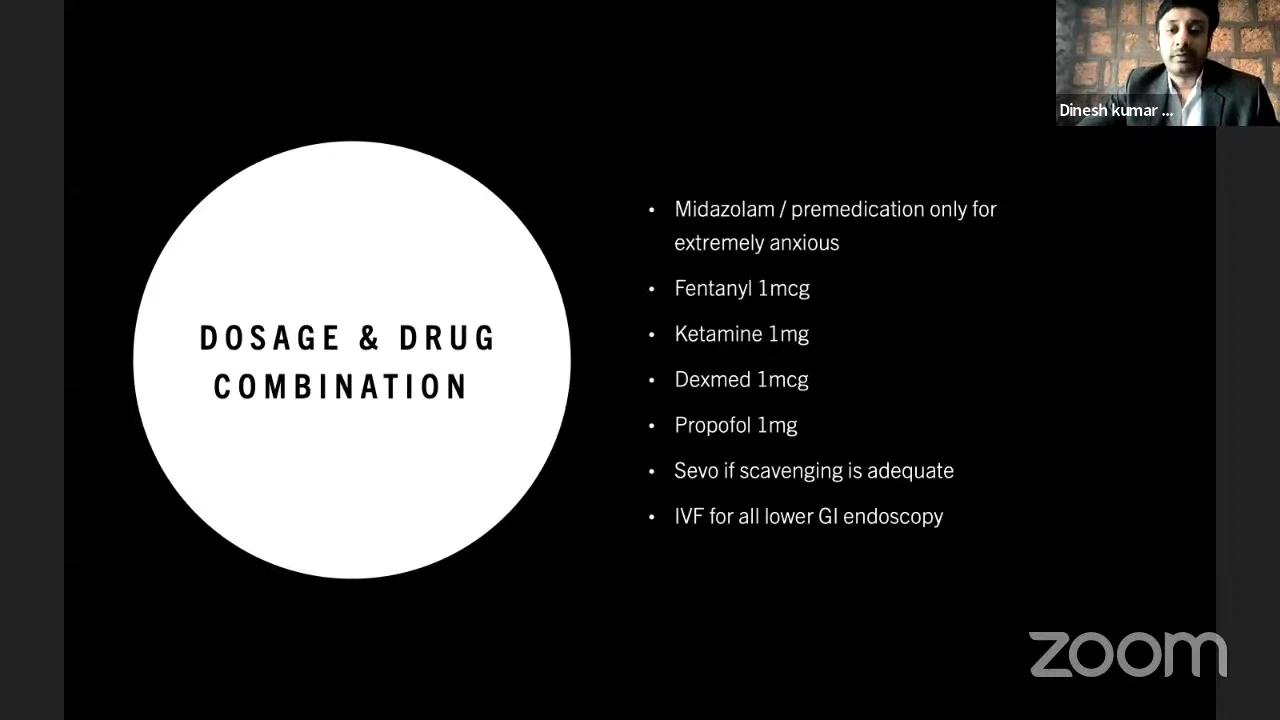 Dinesh kumar ...
DOSAGE & DRUG
COMBINATION
• Midazolam / premedication only for
extremely anxious
• Fentanyl 1mcg
• Ketamine 1mg
• Dexmed 1mcg
• Propofol 1mg
• Sevo if scavenging is adequate
• IVF for all lower GI endoscopy
zoom